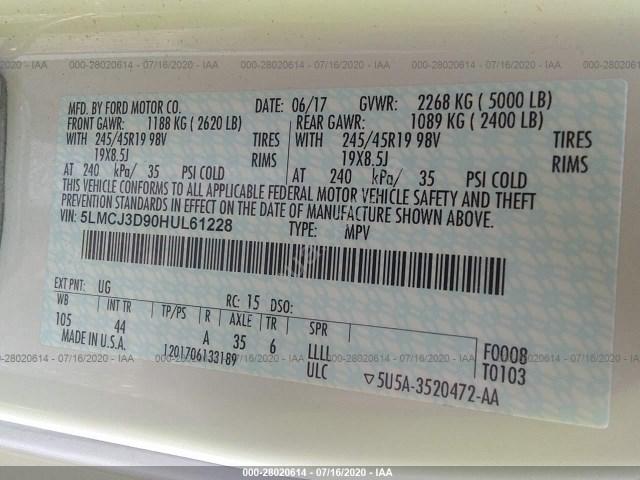 000-28020614 - 07/16/2020 - IAA
MFD. BY FORD MOTOR CO. DATE: 06/17 GVWR: 2268 KG ( 5000 LB)
FRONT GAWR: 1188 KG ( 2620 LB) REAR GAWR: 1089 KG ( 2400 LB)
WITH 245/45R19 98V TIRES WITH 245/45R19 98V TIRES
19X8.5J RIMS 19X8.5J RIMS
AT 240 kPa/ 35 PSI COLD AT 240 kPa/ 35 PSI COLD
THIS VEHICLE CONFORMS TO ALL APPLICABLE FEDERAL MOTOR VEHICLE SAFETY AND THEFT
PREVENTION STANDARDS IN EFFECT ON THE DATE OF MANUFACTURE SHOWN ABOVE.
VIN: 5LMCJ3D90HUL61228 TYPE: MPV
EXT PNT: UG RC: 15 DSO:
WB INT TR TP/PS R AXLE TR SPR
105 44 A 35 6 LLLL F0008
MADE IN U.S.A. 1201706133189 ULC T0103
▽5U5A-3520472-AA
000-28020614 - 07/16/2020 - IAA